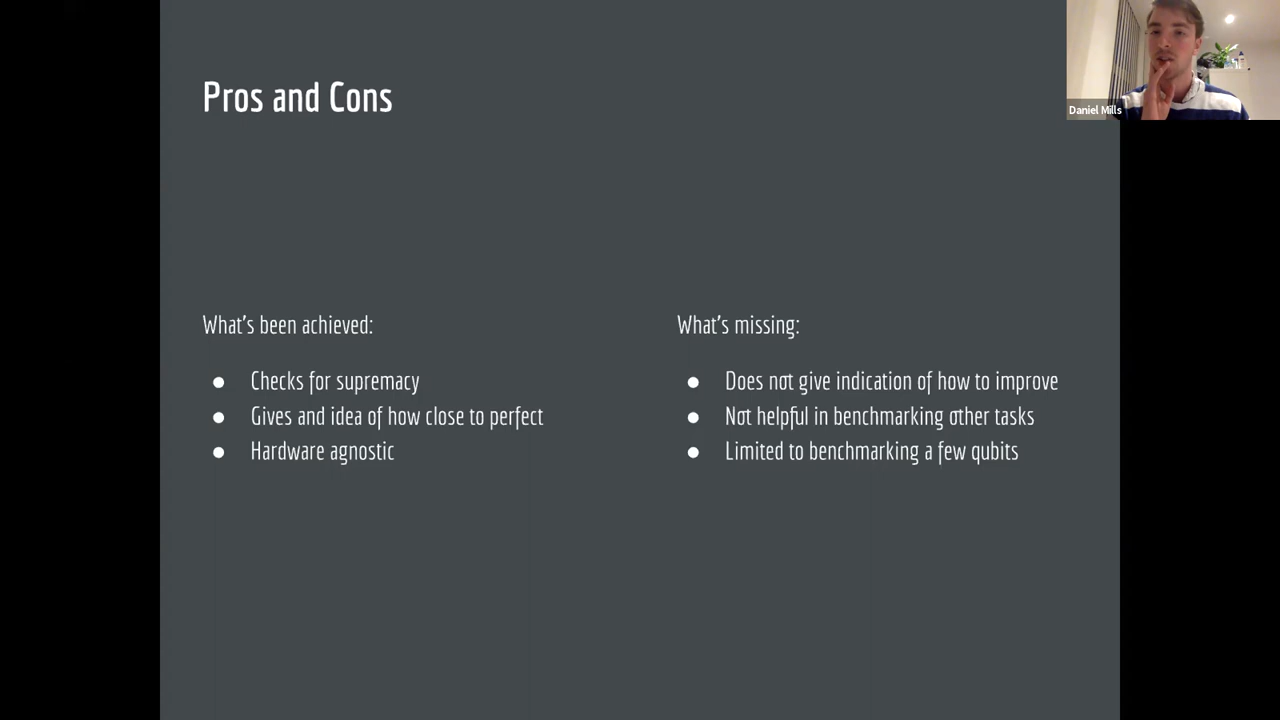 Pros and Cons
Daniel Mills
What's been achieved:
● Checks for supremacy
● Gives and idea of how close to perfect
● Hardware agnostic
What's missing:
● Does not give indication of how to improve
● Not helpful in benchmarking other tasks
● Limited to benchmarking a few qubits